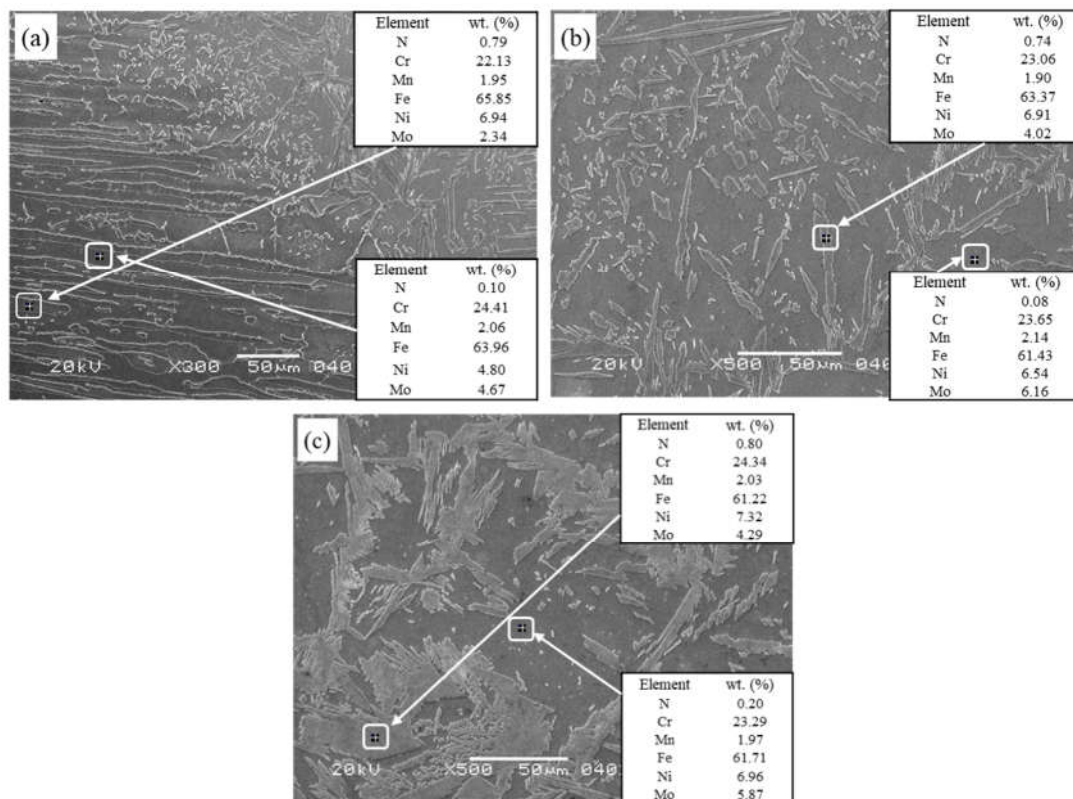 (a)
Element wt. (%)
N 0.79
Cr 22.13
Mn 1.95
Fe 65.85
Ni 6.94
Mo 2.34
Element wt. (%)
N 0.10
Cr 24.41
Mn 2.06
Fe 63.96
Ni 4.80
Mo 4.67
20kV X300 50μm 040
(b)
Element wt. (%)
N 0.74
Cr 23.06
Mn 1.90
Fe 63.37
Ni 6.91
Mo 4.02
Element wt. (%)
N 0.08
Cr 23.65
Mn 2.14
Fe 61.43
Ni 6.54
Mo 6.16
20kV X500 50μm 040
(c)
Element wt. (%)
N 0.80
Cr 24.34
Mn 2.03
Fe 61.22
Ni 7.32
Mo 4.29
Element wt. (%)
N 0.20
Cr 23.29
Mn 1.97
Fe 61.71
Ni 6.96
Mo 5.87
20kV X500 50μm 040